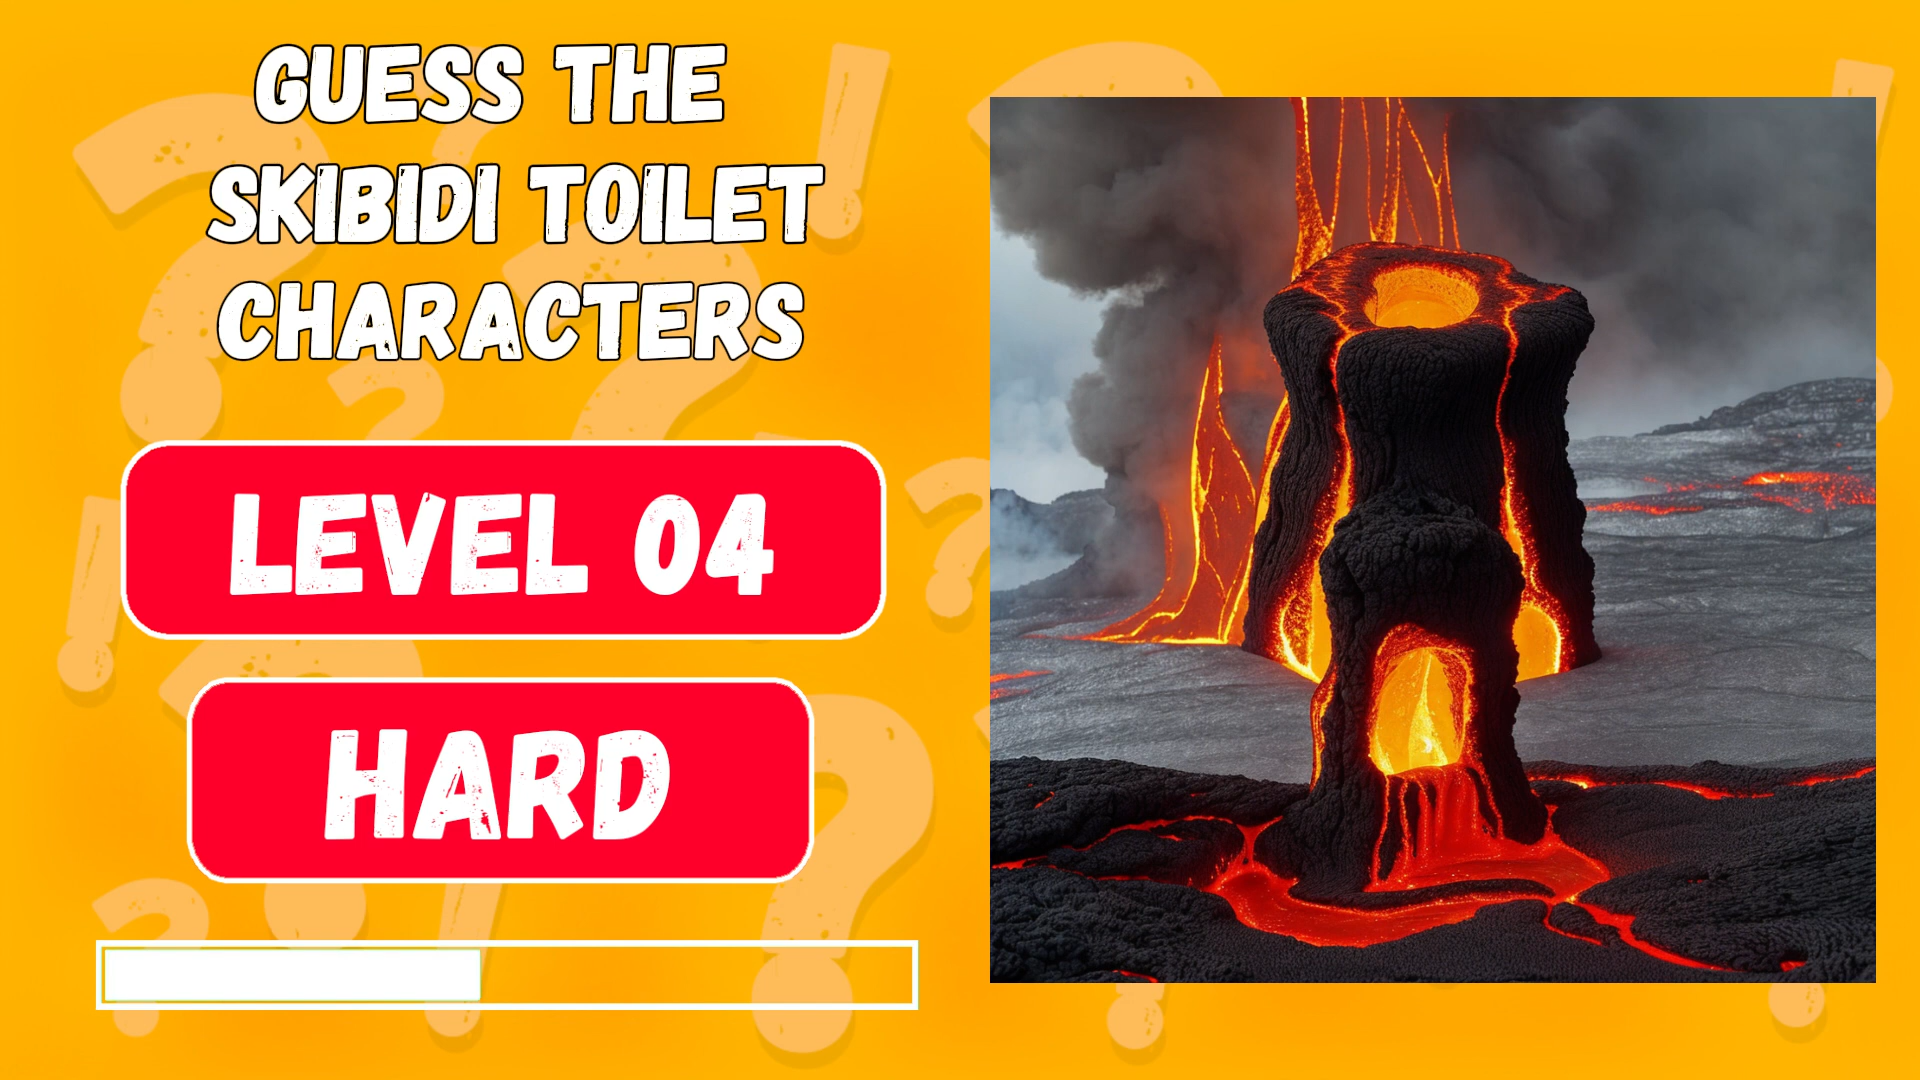 GUESS THE
SKIBIDI TOILET
CHARACTERS
LEVEL 04
HARD